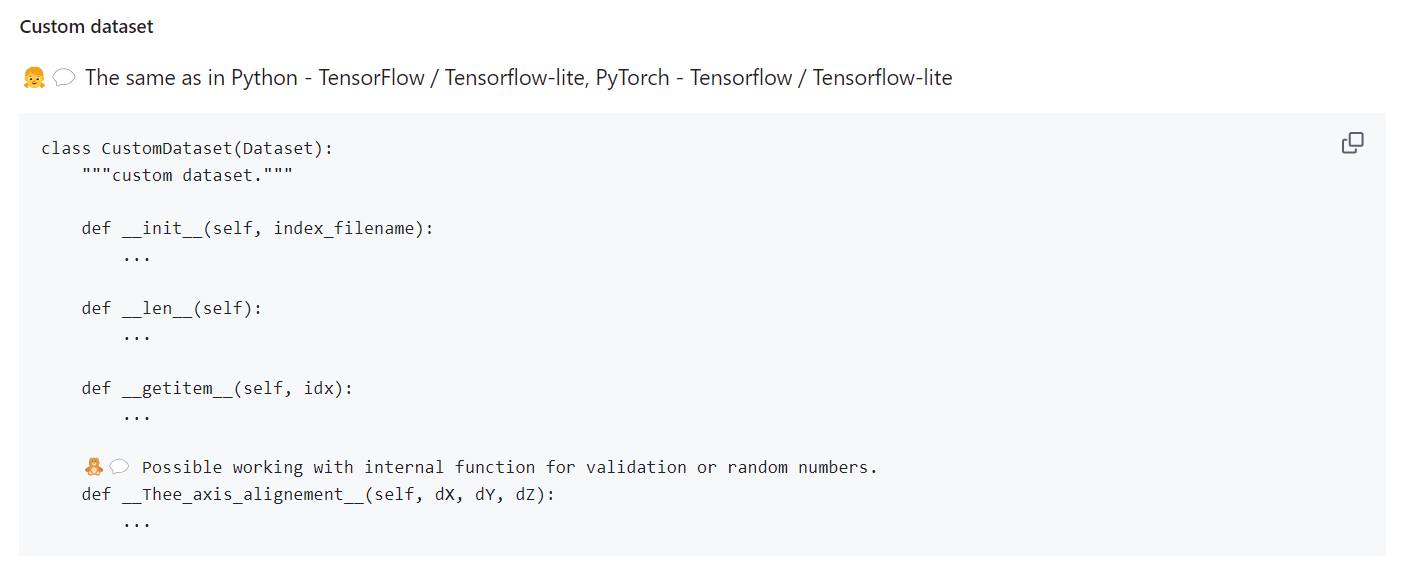 Custom dataset
👧💬 The same as in Python - TensorFlow / Tensorflow-lite, PyTorch - Tensorflow / Tensorflow-lite
class CustomDataset(Dataset):
    """custom dataset."""
    def __init__(self, index_filename):
        ...
    def __len__(self):
        ...
    def __getitem__(self, idx):
        ...
    🧸💬 Possible working with internal function for validation or random numbers.
    def __Thee_axis_alignement__(self, dX, dY, dZ):
        ...